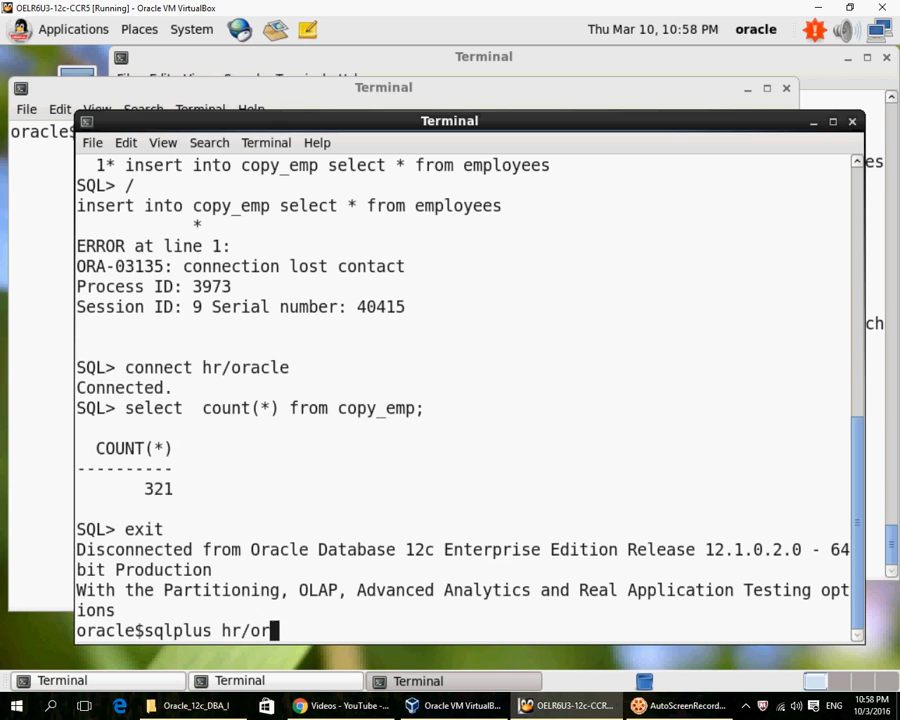 OELR6U3-12c-CCR5 [Running] - Oracle VM VirtualBox
Applications Places System Thu Mar 10, 10:58 PM oracle
Terminal
Terminal
File Edit View Search Terminal Help
oracle$
Terminal
File Edit View Search Terminal Help
1* insert into copy_emp select * from employees
SQL> /
insert into copy_emp select * from employees
*
ERROR at line 1:
ORA-03135: connection lost contact
Process ID: 3973
Session ID: 9 Serial number: 40415
SQL> connect hr/oracle
Connected.
SQL> select  count(*) from copy_emp;
COUNT(*)
----------
321
SQL> exit
Disconnected from Oracle Database 12c Enterprise Edition Release 12.1.0.2.0 - 64
bit Production
With the Partitioning, OLAP, Advanced Analytics and Real Application Testing opt
ions
oracle$sqlplus hr/or
es
ch
Terminal Terminal Terminal
Oracle_12c_DBA_I Videos - YouTube -... Oracle VM VirtualB... OELR6U3-12c-CCR... AutoScreenRecord... ENG 10:58 PM
10/3/2016